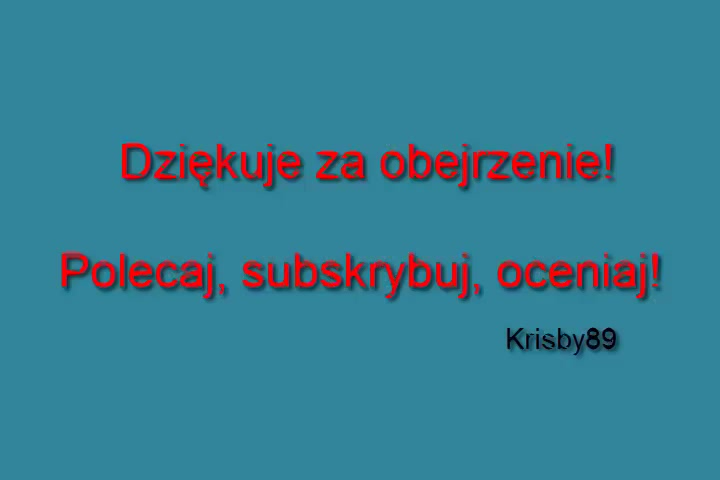 Dziękuje za obejrzenie!
Polecaj, subskrybuj, oceniaj!
Krisby89